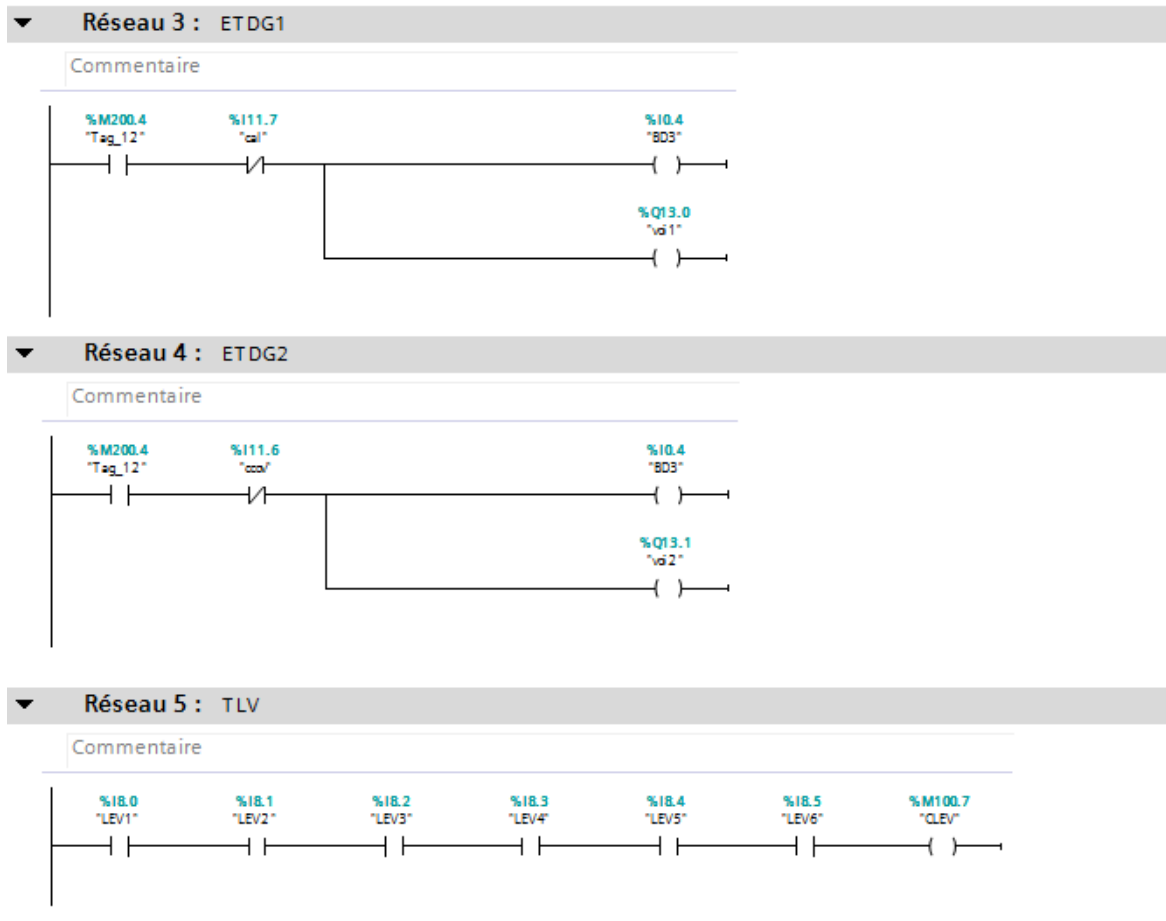 Réseau 3 : ETDG1
Commentaire
%M200.4 %I11.7 %I0.4
"Tag_12" "cal" "BD3"
%Q13.0
"voi1"
Réseau 4 : ETDG2
Commentaire
%M200.4 %I11.6 %I0.4
"Tag_12" "BD3"
%Q13.1
"voi2"
Réseau 5 : TLV
Commentaire
%I8.0 %I8.1 %I8.2 %I8.3 %I8.4 %I8.5 %M100.7
"LEV1" "LEV2" "LEV3" "LEV4" "LEV5" "LEV6" "CLEV"